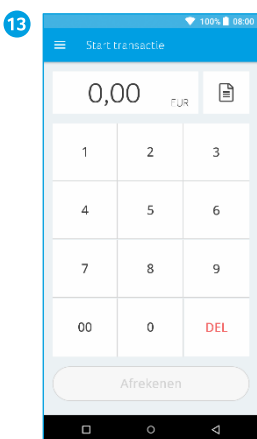 13
100% 08:00
Start transactie
0,00 EUR
1 2 3
4 5 6
7 8 9
00 0 DEL
Afrekenen